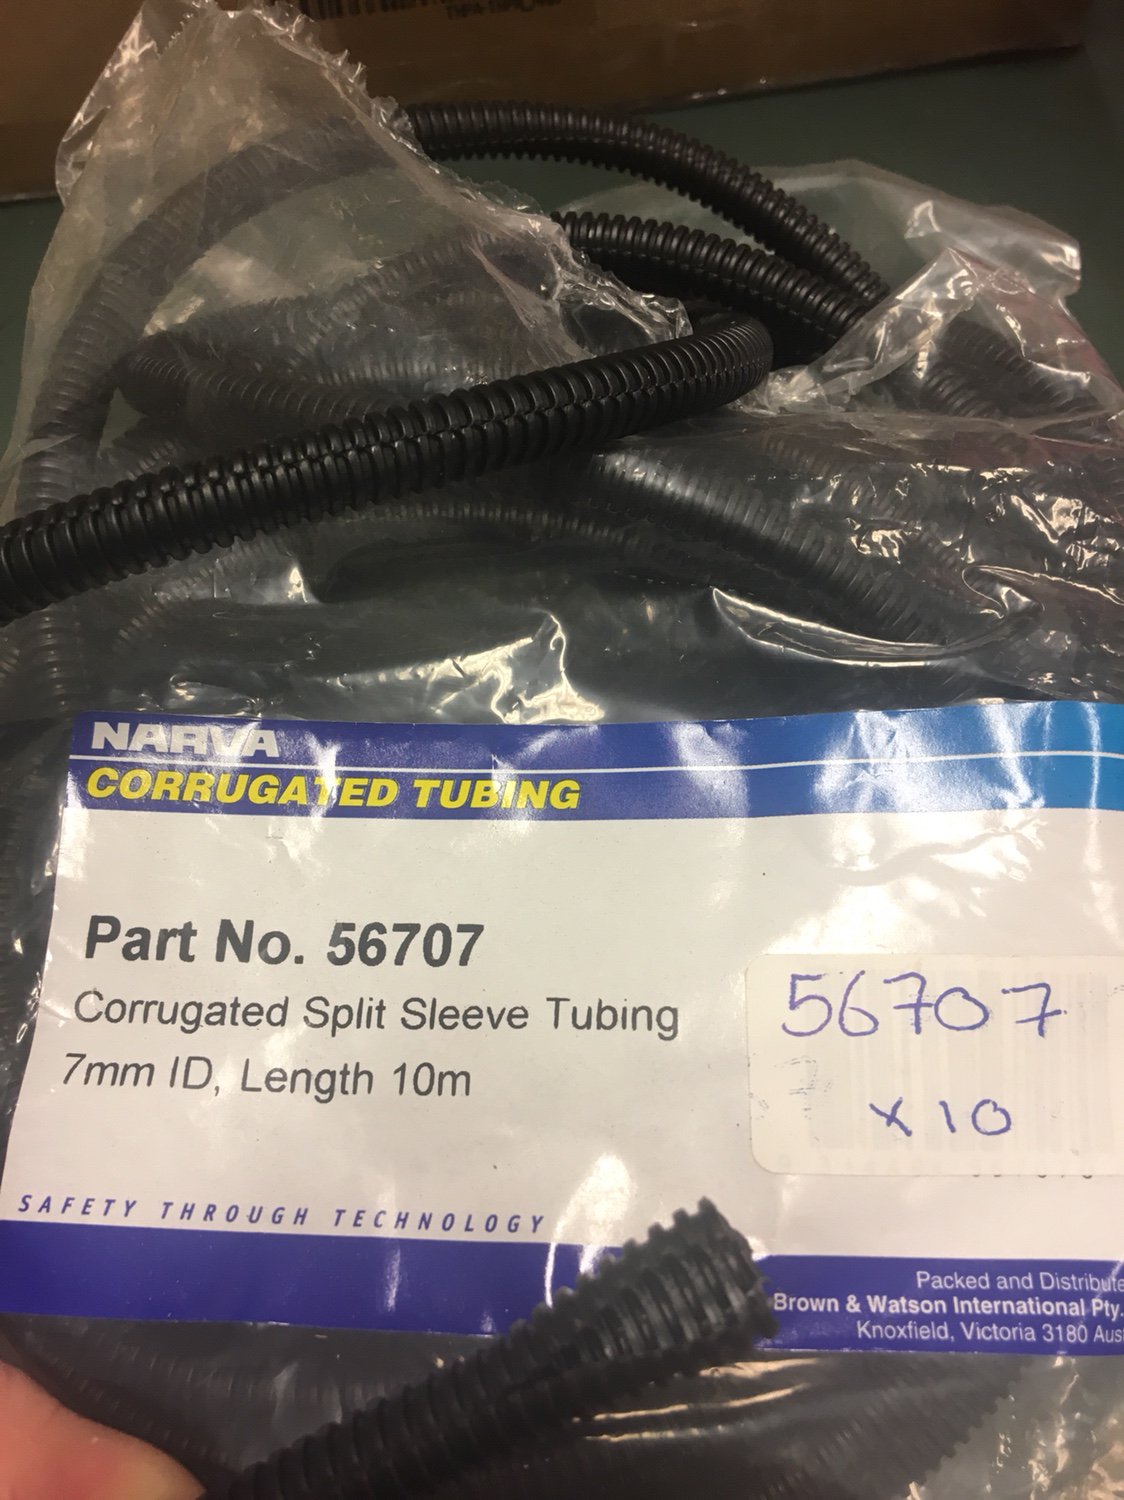 NARVA
CORRUGATED TUBING
Part No. 56707
Corrugated Split Sleeve Tubing
7mm ID, Length 10m
56707
x 10
SAFETY THROUGH TECHNOLOGY
Packed and Distribute
Brown & Watson International Pty.
Knoxfield, Victoria 3180 Aus